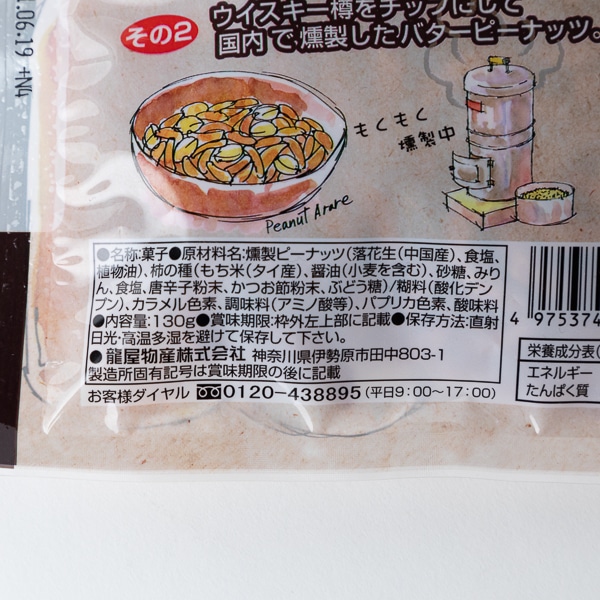 .06.19 +N4
その2
ウイスキー樽をチップにして
国内で燻製したバターピーナッツ。
もくもく
燻製中
Peanut Arare
●名称:菓子●原材料名:燻製ピーナッツ(落花生(中国産)、食塩、
植物油)、柿の種(もち米(タイ産)、醤油(小麦を含む)、砂糖、みり
ん、食塩、唐辛子粉末、かつお節粉末、ぶどう糖)/糊料(酸化デン
プン)、カラメル色素、調味料(アミノ酸等)、パプリカ色素、酸味料
●内容量:130g●賞味期限:枠外左上部に記載●保存方法:直射
日光・高温多湿を避けて保存して下さい。
●龍屋物産株式会社 神奈川県伊勢原市田中803-1
製造所固有記号は賞味期限の後に記載
お客様ダイヤル 0120-438895(平日9:00〜17:00)
4 975374
栄養成分表(
エネルギー
たんぱく質